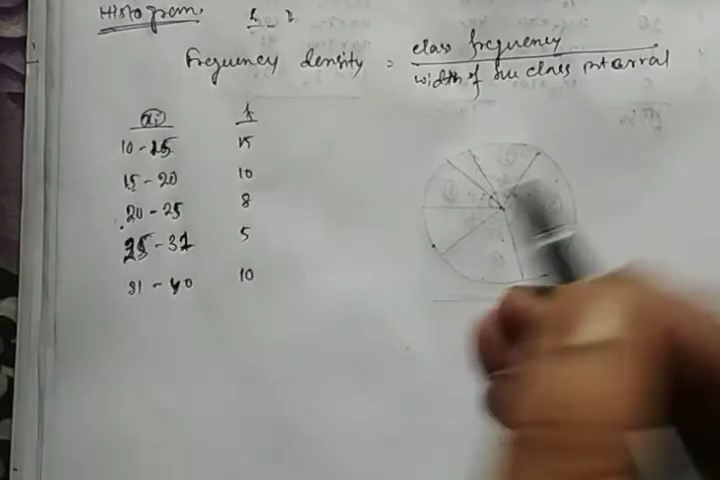 Histogram
Frequency density = class frequency / width of the class interval
xi f
10 - 15 15
15 - 20 10
20 - 25 8
25 - 31 5
31 - 40 10